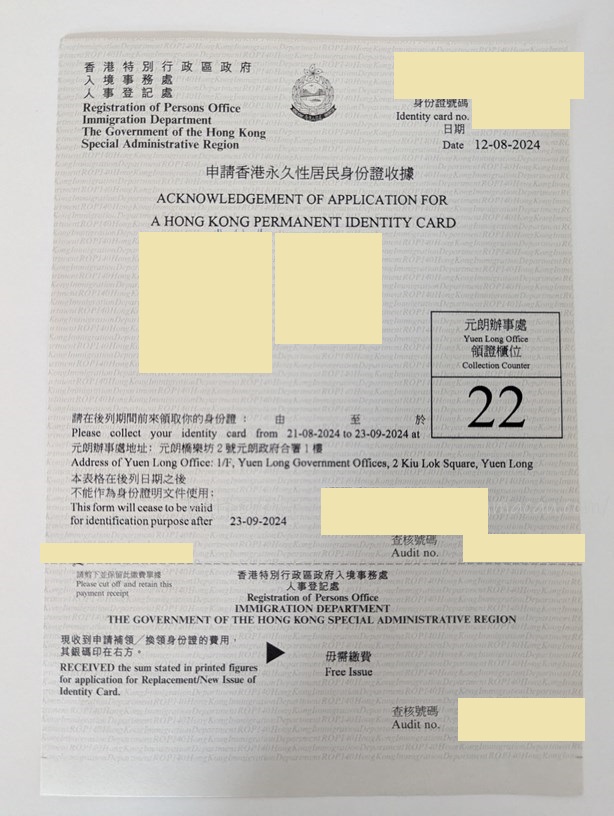 香港特別行政區政府
入境事務處
人事登記處
Registration of Persons Office
Immigration Department
The Government of the Hong Kong
Special Administrative Region
身份證號碼
Identity card no.
日期
Date 12-08-2024
申請香港永久性居民身份證收據
ACKNOWLEDGEMENT OF APPLICATION FOR
A HONG KONG PERMANENT IDENTITY CARD
元朗辦事處
Yuen Long Office
領證櫃位
Collection Counter
22
請在後列期間前來領取你的身份證： 由 至 於
Please collect your identity card from 21-08-2024 to 23-09-2024 at
元朗辦事處地址: 元朗橋樂坊2號元朗政府合署1樓
Address of Yuen Long Office: 1/F, Yuen Long Government Offices, 2 Kiu Lok Square, Yuen Long
本表格在後列日期之後
不能作為身份證明文件使用:
This form will cease to be valid
for identification purpose after 23-09-2024
查核號碼
Audit no.
請剪下並保留此繳費單據
Please cut off and retain this
payment receipt
香港特別行政區政府入境事務處
人事登記處
Registration of Persons Office
IMMIGRATION DEPARTMENT
THE GOVERNMENT OF THE HONG KONG SPECIAL ADMINISTRATIVE REGION
現收到申請補領／換領身份證的費用，
其銀碼印在右方。
RECEIVED the sum stated in printed figures
for application for Replacement/New Issue of
Identity Card.
毋需繳費
Free Issue
查核號碼
Audit no.